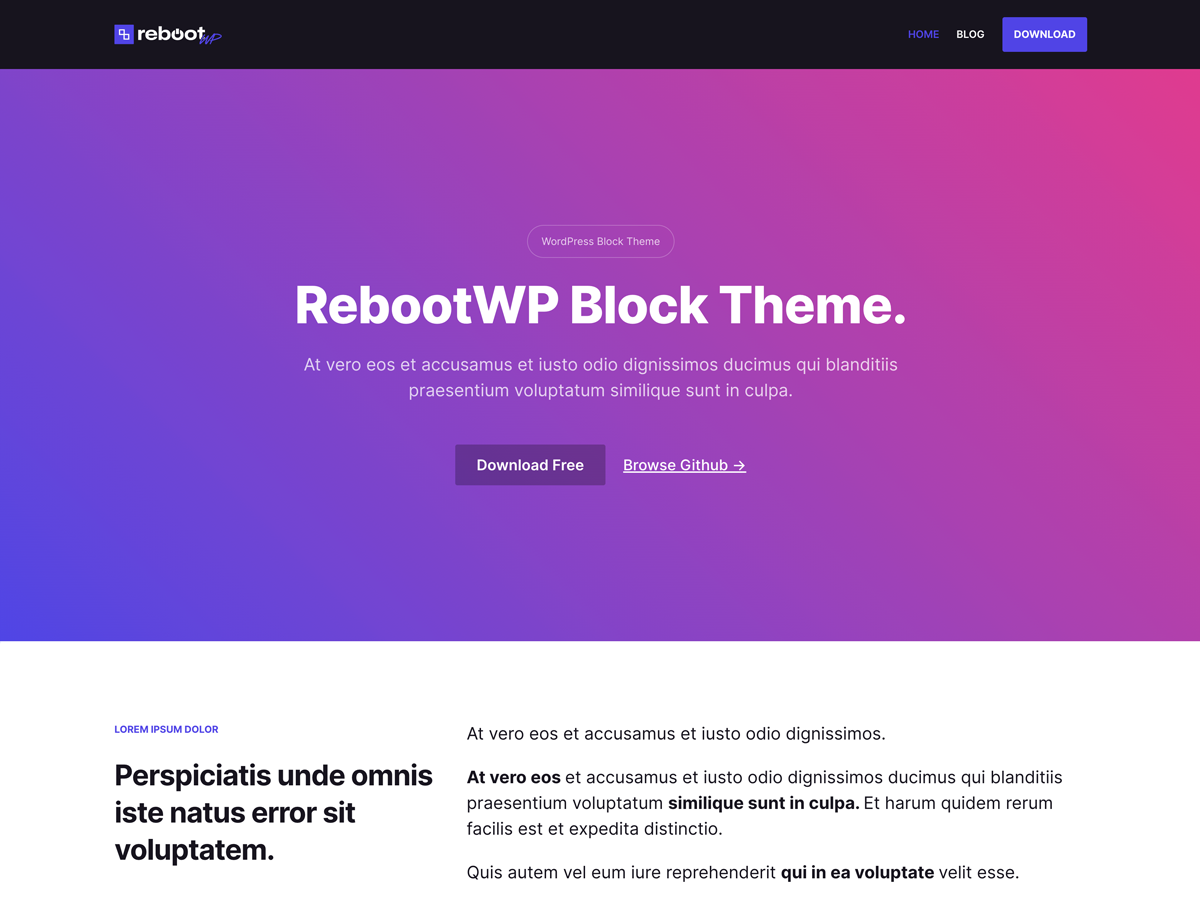 reboot WP
HOME BLOG DOWNLOAD
WordPress Block Theme
RebootWP Block Theme.
At vero eos et accusamus et iusto odio dignissimos ducimus qui blanditiis
praesentium voluptatum similique sunt in culpa.
Download Free
Browse Github →
LOREM IPSUM DOLOR
Perspiciatis unde omnis
iste natus error sit
voluptatem.
At vero eos et accusamus et iusto odio dignissimos.
At vero eos et accusamus et iusto odio dignissimos ducimus qui blanditiis
praesentium voluptatum similique sunt in culpa. Et harum quidem rerum
facilis est et expedita distinctio.
Quis autem vel eum iure reprehenderit qui in ea voluptate velit esse.